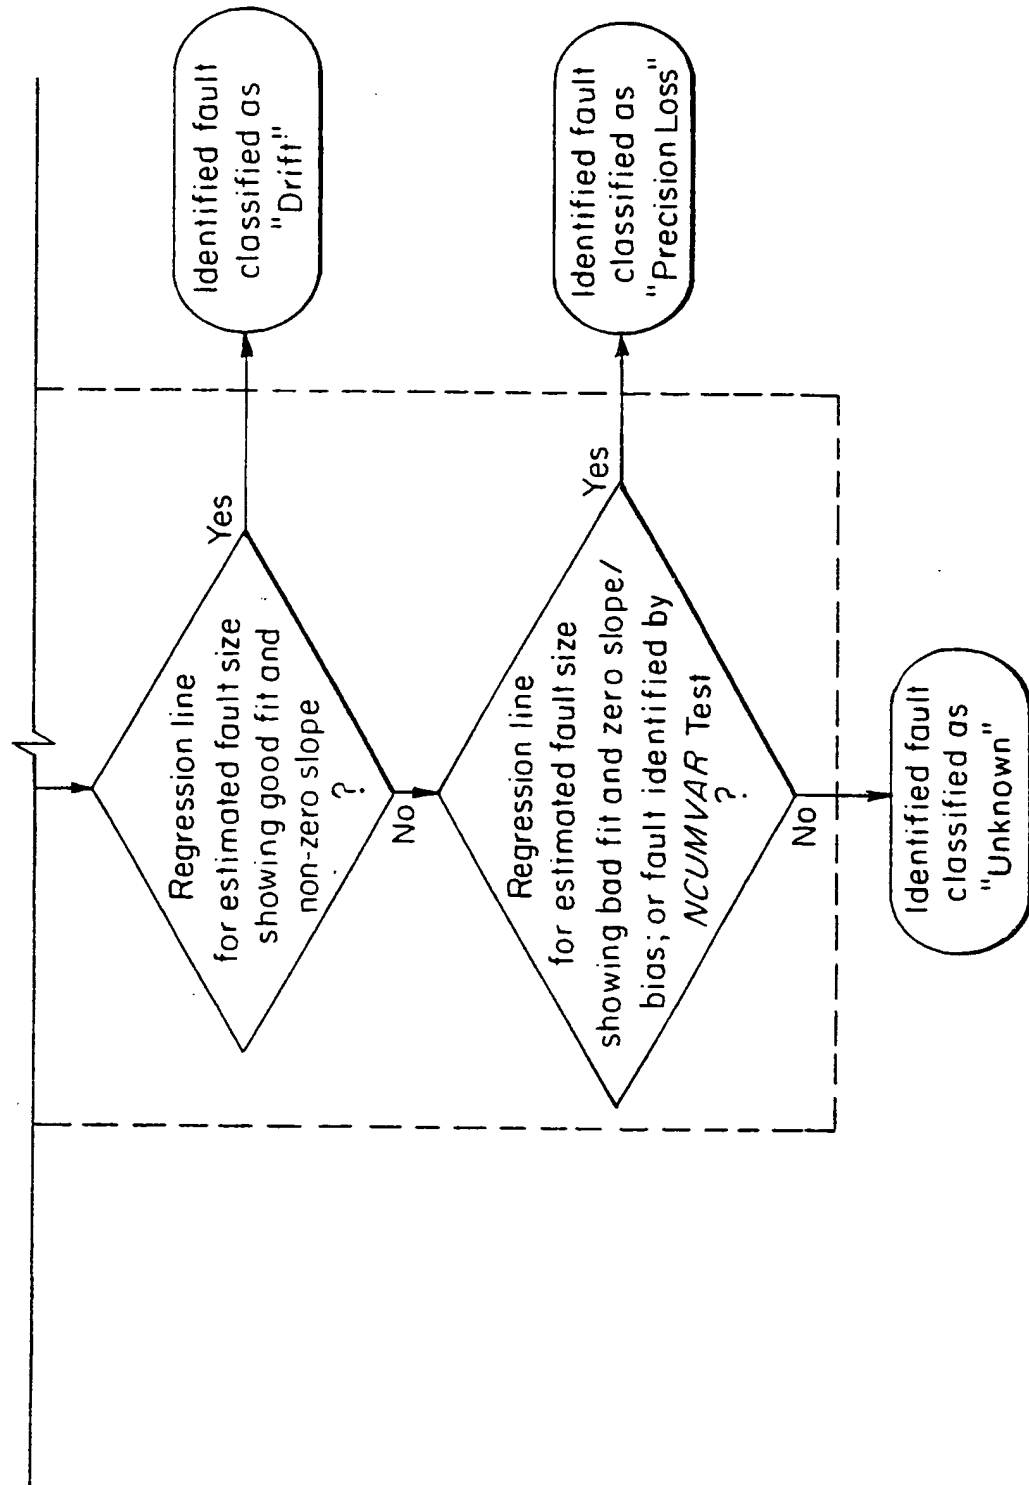 Regression line
for estimated fault size
showing good fit and
non-zero slope
?
Yes
Identified fault
classified as
"Drift"
No
Regression line
for estimated fault size
showing bad fit and zero slope/
bias; or fault identified by
NCUMVAR Test
?
Yes
Identified fault
classified as
"Precision Loss"
No
Identified fault
classified as
"Unknown"